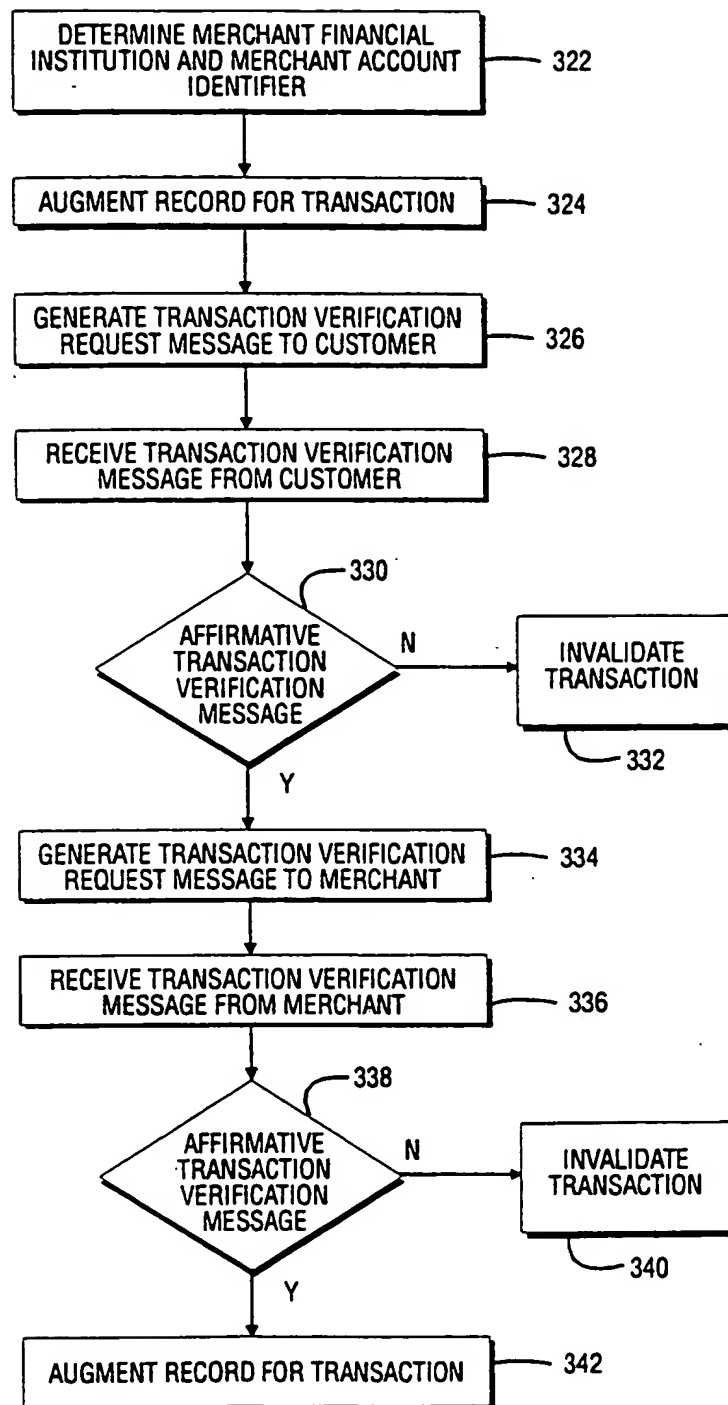 DETERMINE MERCHANT FINANCIAL
INSTITUTION AND MERCHANT ACCOUNT
IDENTIFIER
322
AUGMENT RECORD FOR TRANSACTION
324
GENERATE TRANSACTION VERIFICATION
REQUEST MESSAGE TO CUSTOMER
326
RECEIVE TRANSACTION VERIFICATION
MESSAGE FROM CUSTOMER
328
330
AFFIRMATIVE
TRANSACTION
VERIFICATION
MESSAGE
N
INVALIDATE
TRANSACTION
332
Y
GENERATE TRANSACTION VERIFICATION
REQUEST MESSAGE TO MERCHANT
334
RECEIVE TRANSACTION VERIFICATION
MESSAGE FROM MERCHANT
336
338
AFFIRMATIVE
TRANSACTION
VERIFICATION
MESSAGE
N
INVALIDATE
TRANSACTION
340
Y
AUGMENT RECORD FOR TRANSACTION
342